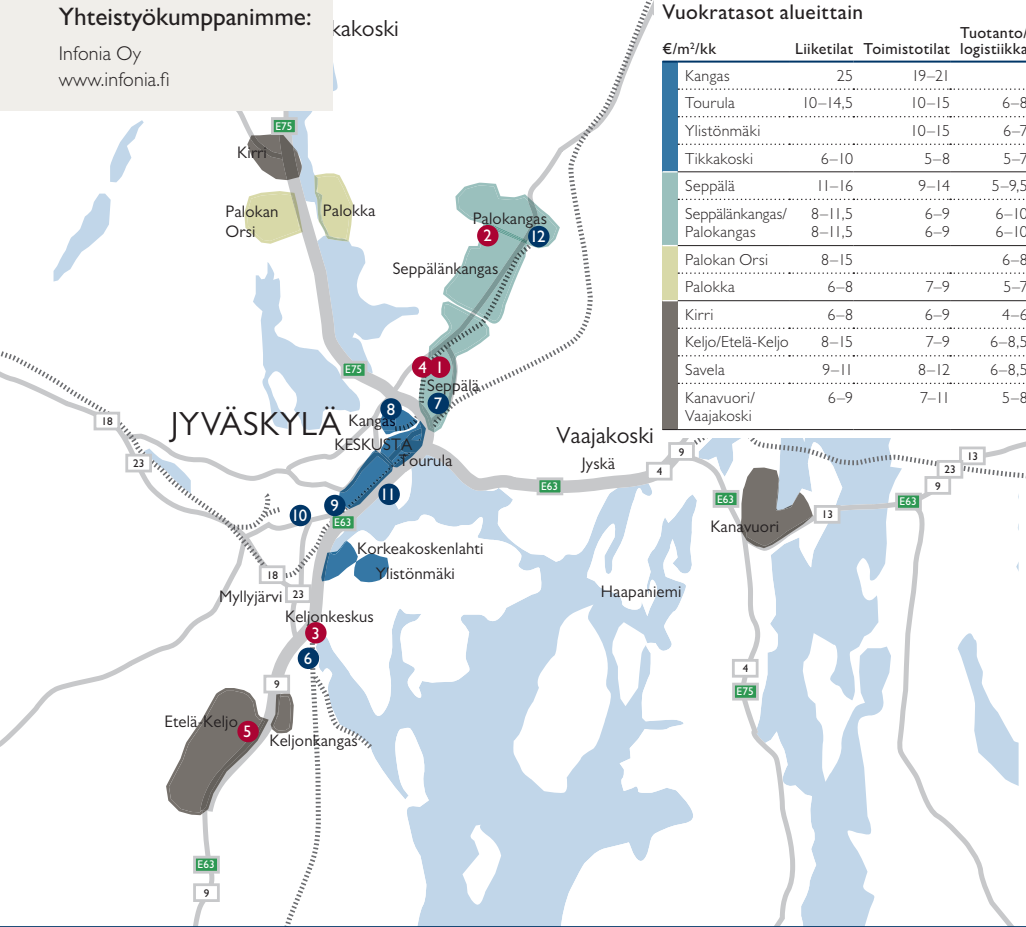 Yhteistyökumppanimme:
Infonia Oy
www.infonia.fi
kakoski
Vuokratasot alueittain
€/m²/kk Liiketilat Toimistotilat Tuotanto/
logistiikka
Kangas 25 19–21
Tourula 10–14,5 10–15 6–8
Ylistönmäki 10–15 6–7
Tikkakoski 6–10 5–8 5–7
Seppälä 11–16 9–14 5–9,5
Seppälänkangas/ 8–11,5 6–9 6–10
Palokangas 8–11,5 6–9 6–10
Palokan Orsi 8–15 6–8
Palokka 6–8 7–9 5–7
Kirri 6–8 6–9 4–6
Keljo/Etelä-Keljo 8–15 7–9 6–8,5
Savela 9–11 8–12 6–8,5
Kanavuori/ 6–9 7–11 5–8
Vaajakoski
E75
Kirri
Palokan
Orsi
Palokka
Palokangas
2
12
Seppälänkangas
E75
4 1
Seppälä
7
8
Kangas
18
JYVÄSKYLÄ
KESKUSTA
Tourula
23
Vaajakoski
Jyskä
9
4
13
23
9
E63
E63
E63
13
Kanavuori
11
9
10
E63
Korkeakoskenlahti
Ylistönmäki
18
23
Myllyjärvi
Haapaniemi
Keljonkeskus
3
6
4
E75
9
Etelä-Keljo
5
Keljonkangas
E63
9